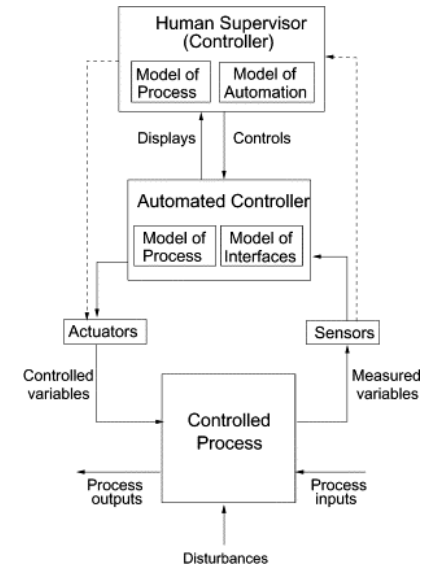 Human Supervisor
(Controller)
Model of
Process
Model of
Automation
Displays
Controls
Automated Controller
Model of
Process
Model of
Interfaces
Actuators
Sensors
Controlled
variables
Measured
variables
Controlled
Process
Process
outputs
Process
inputs
Disturbances